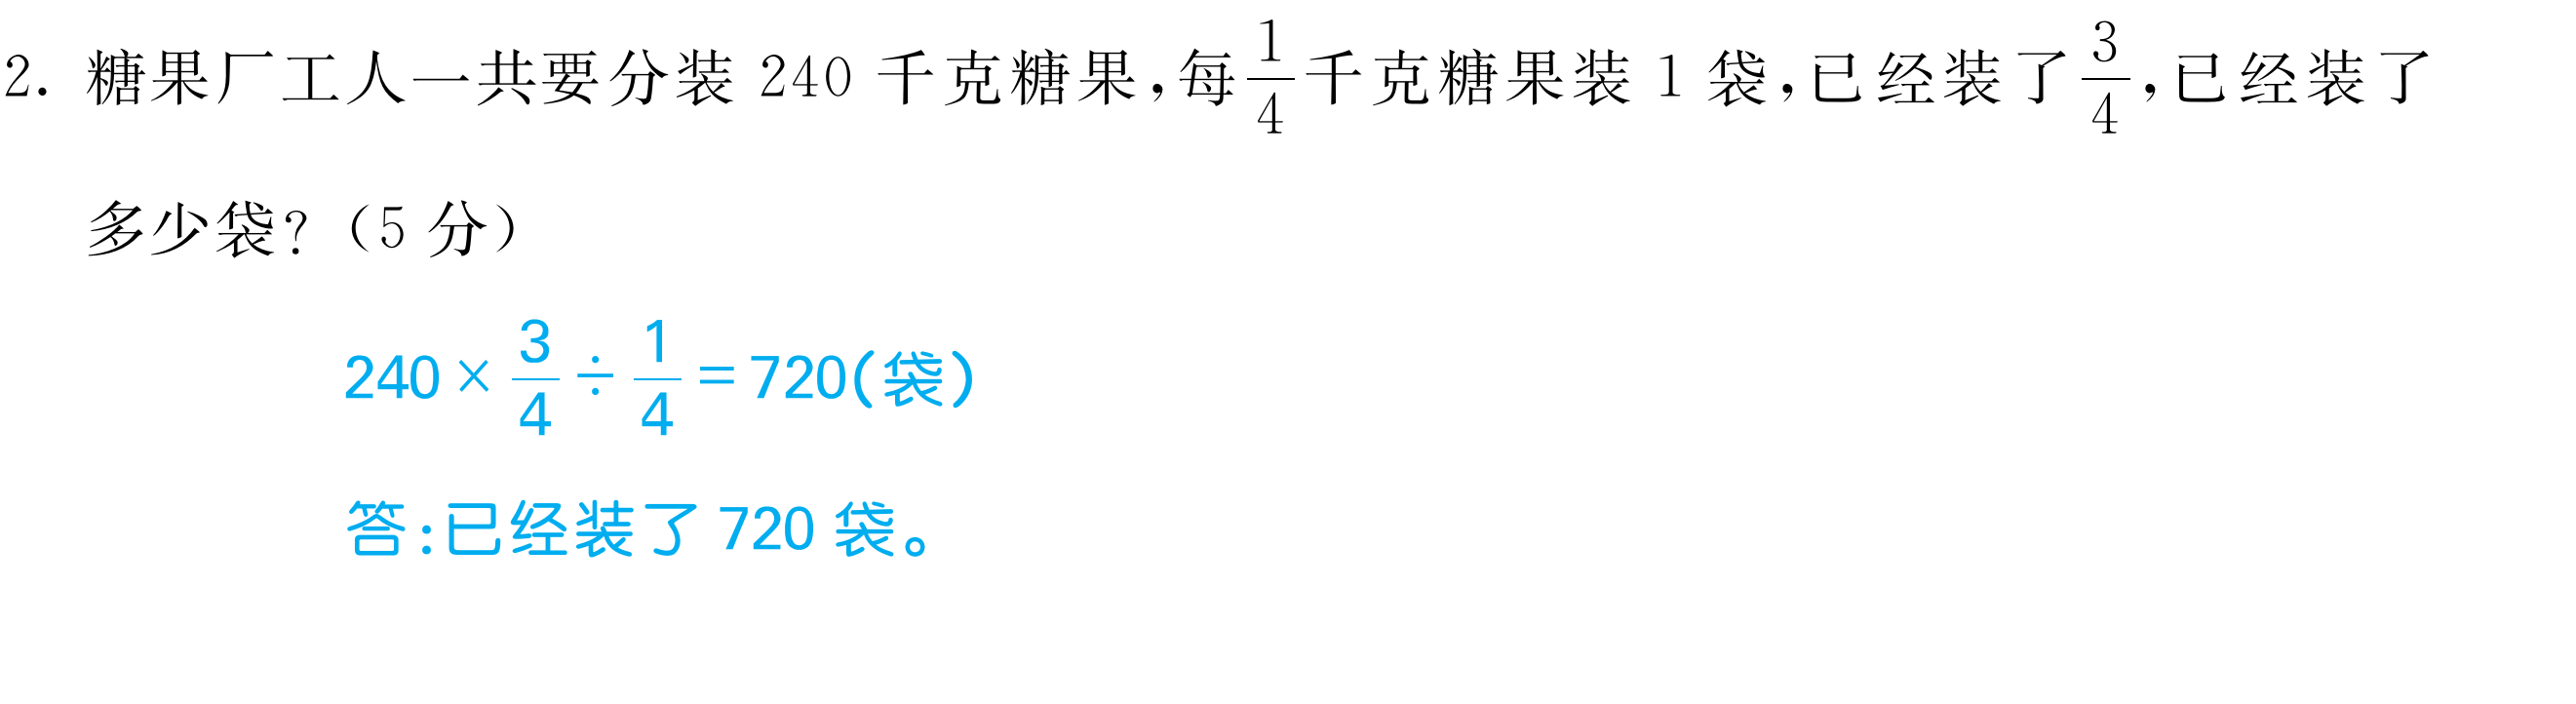 2. 糖果厂工人一共要分装 240 千克糖果,每1/4千克糖果装 1 袋,已经装了3/4,已经装了
多少袋?(5 分)
240 × 3/4 ÷ 1/4 = 720(袋)
答:已经装了 720 袋。